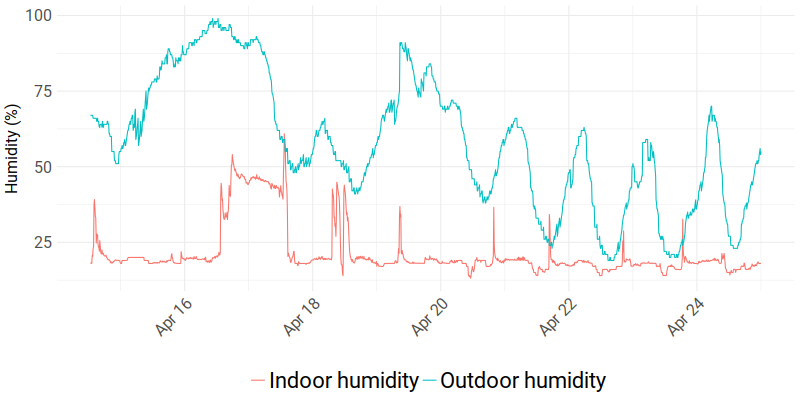 100
75
50
25
Humidity (%)
Apr 16
Apr 18
Apr 20
Apr 22
Apr 24
Indoor humidity
Outdoor humidity